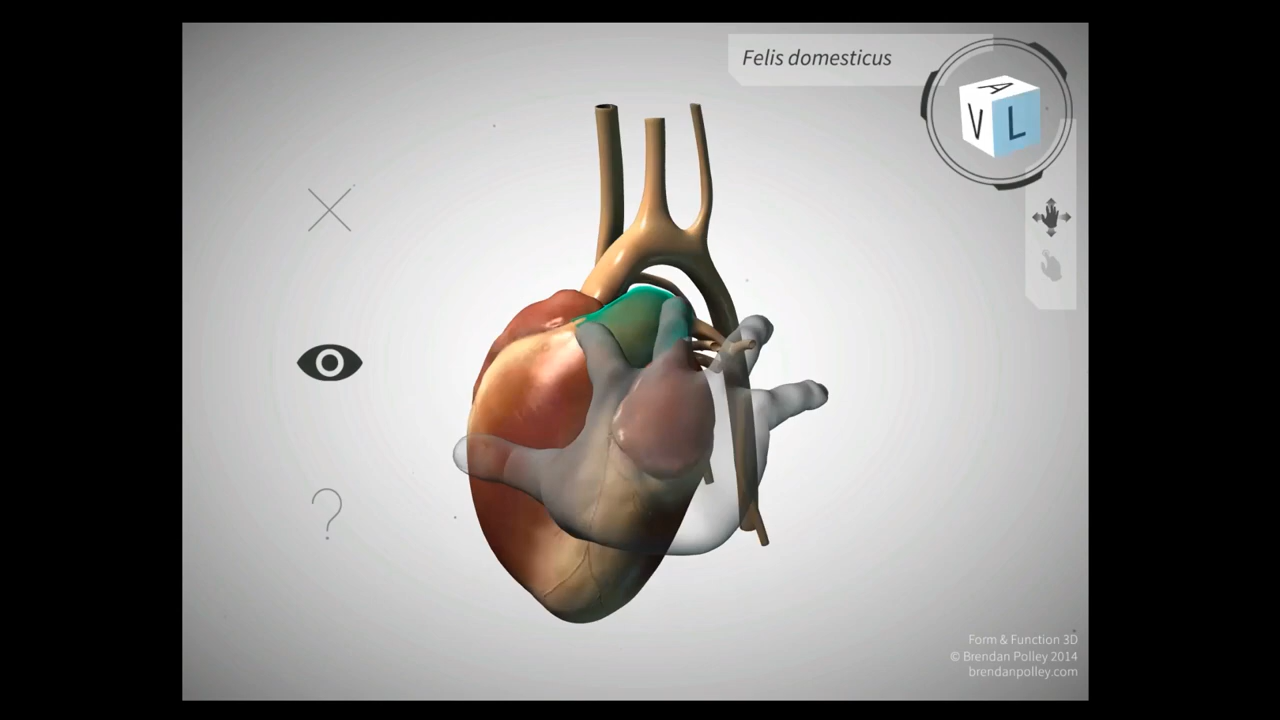 Felis domesticus
A
V L
?
Form & Function 3D
© Brendan Polley 2014
brendanpolley.com